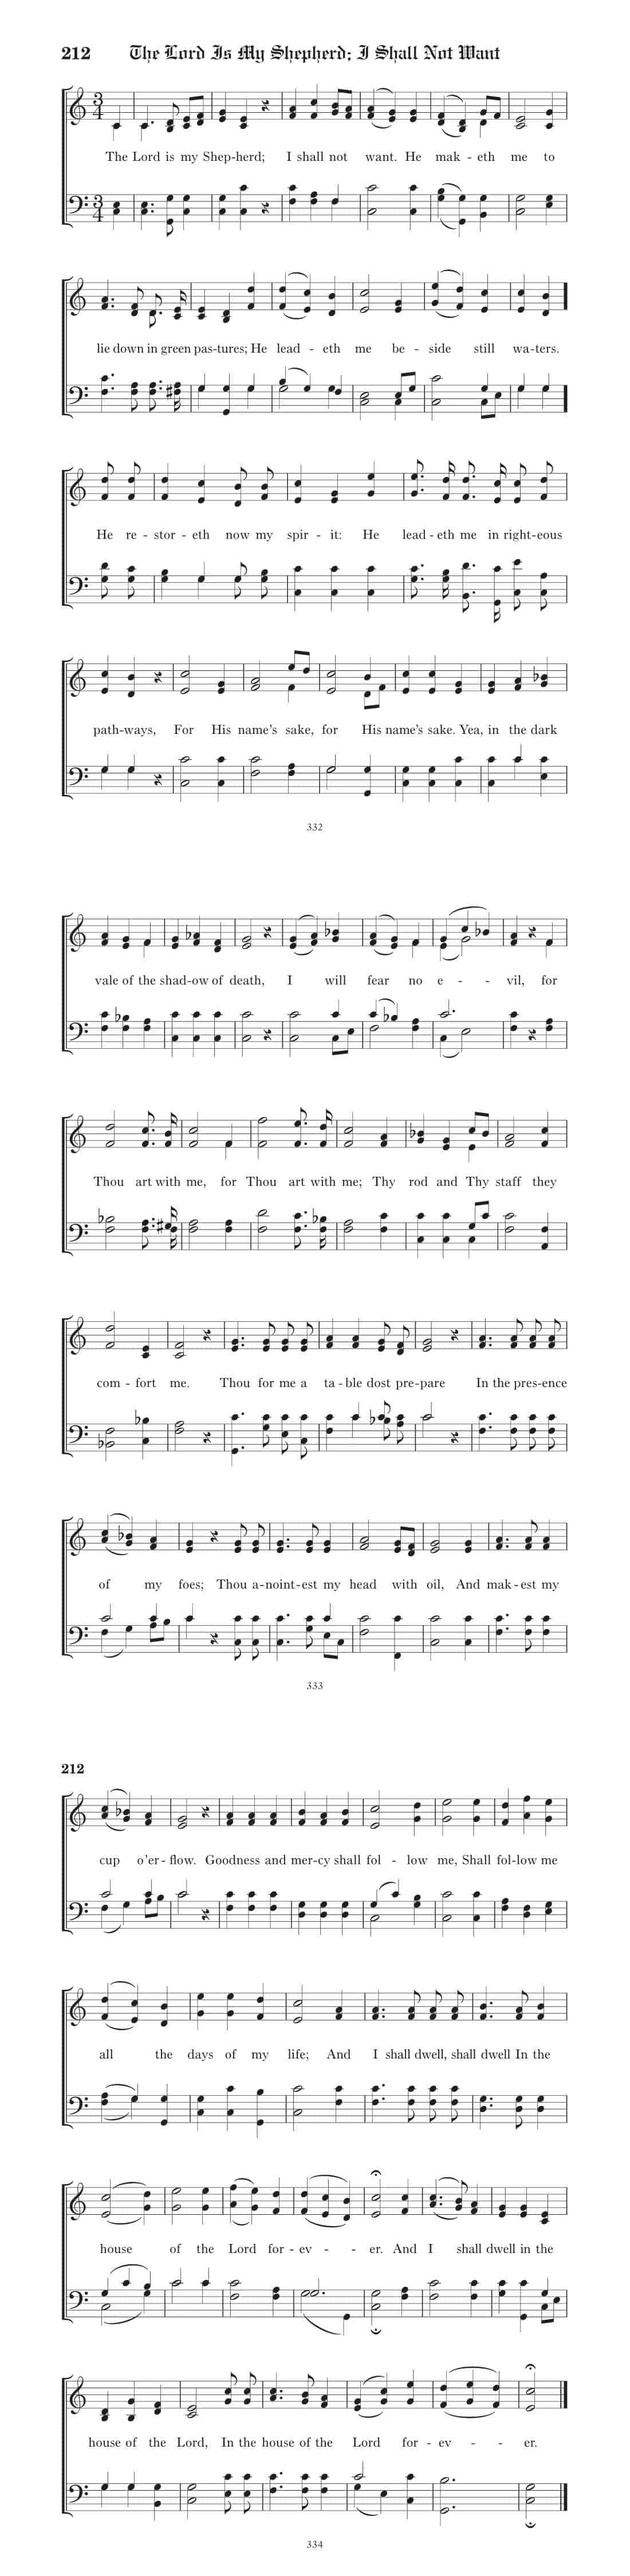 212 The Lord Is My Shepherd; I Shall Not Want
The Lord is my Shep-herd; I shall not want. He mak - eth me to
lie down in green pas-tures; He lead - eth me be - side still wa-ters.
He re - stor - eth now my spir - it: He lead - eth me in right-eous
path-ways, For His name's sake, for His name's sake. Yea, in the dark
332
vale of the shad-ow of death, I will fear no e - - vil, for
Thou art with me, for Thou art with me; Thy rod and Thy staff they
com - fort me. Thou for me a ta - ble dost pre-pare In the pres-ence
of my foes; Thou a-noint-est my head with oil, And mak-est my
333
212
cup o'er-flow. Goodness and mer-cy shall fol - low me, Shall fol-low me
all the days of my life; And I shall dwell, shall dwell In the
house of the Lord for-ev - - er. And I shall dwell in the
house of the Lord, In the house of the Lord for-ev - - er.
334